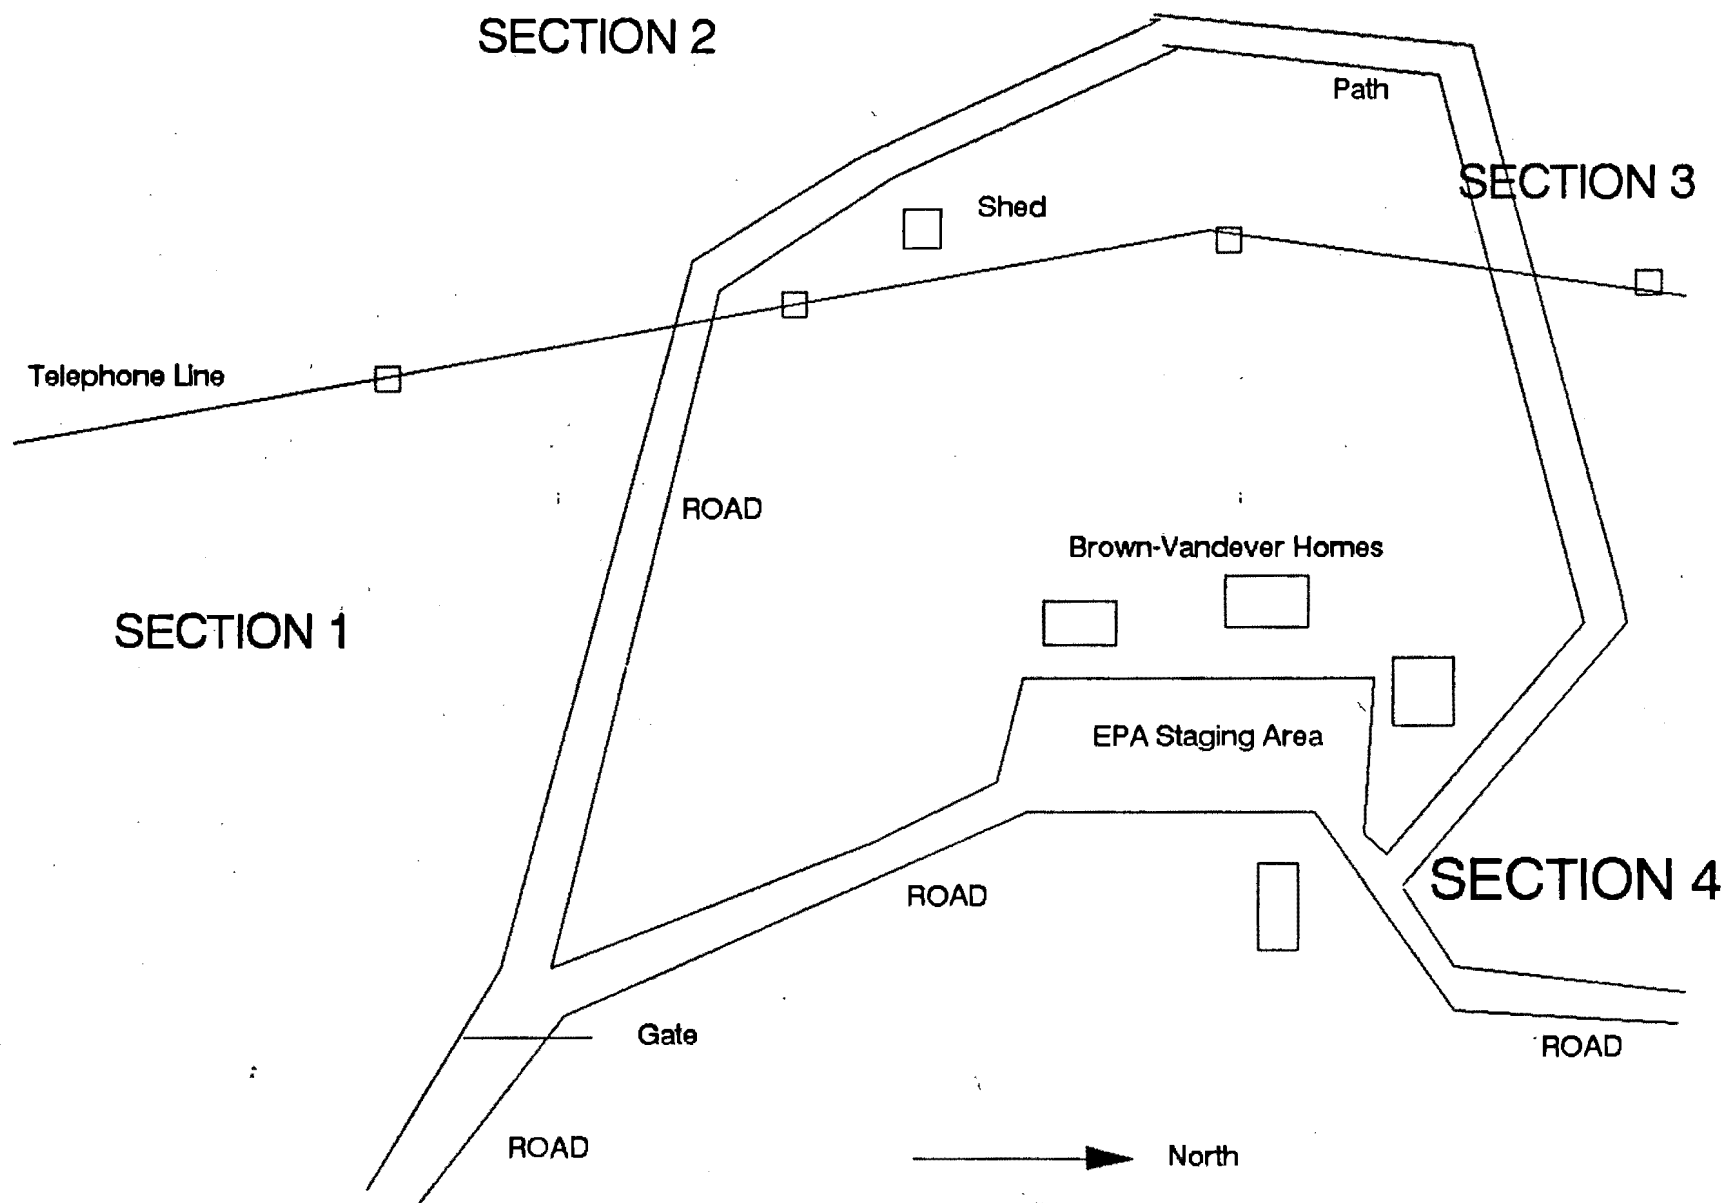 SECTION 2
Path
SECTION 3
Shed
Telephone Line
ROAD
Brown-Vandever Homes
SECTION 1
EPA Staging Area
SECTION 4
ROAD
Gate
ROAD
ROAD
North